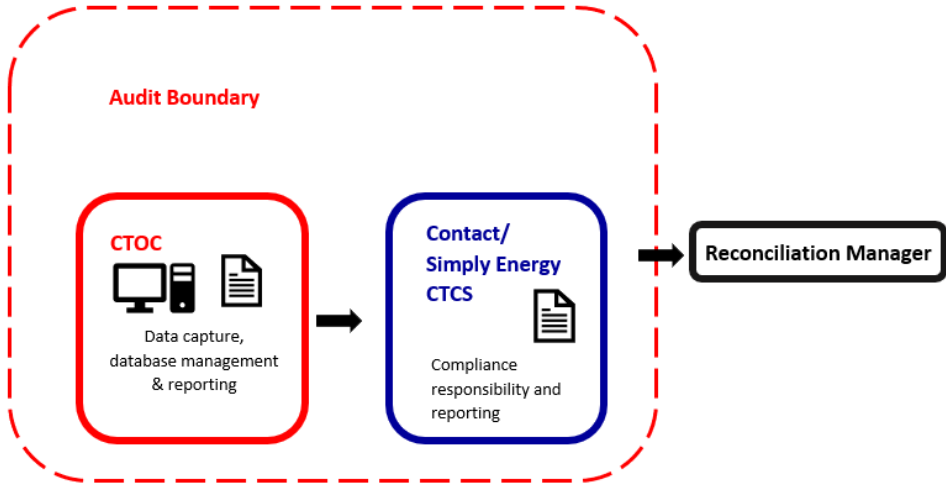 Audit Boundary
CTOC
Data capture,
database management
& reporting
Contact/
Simply Energy
CTCS
Compliance
responsibility and
reporting
Reconciliation Manager